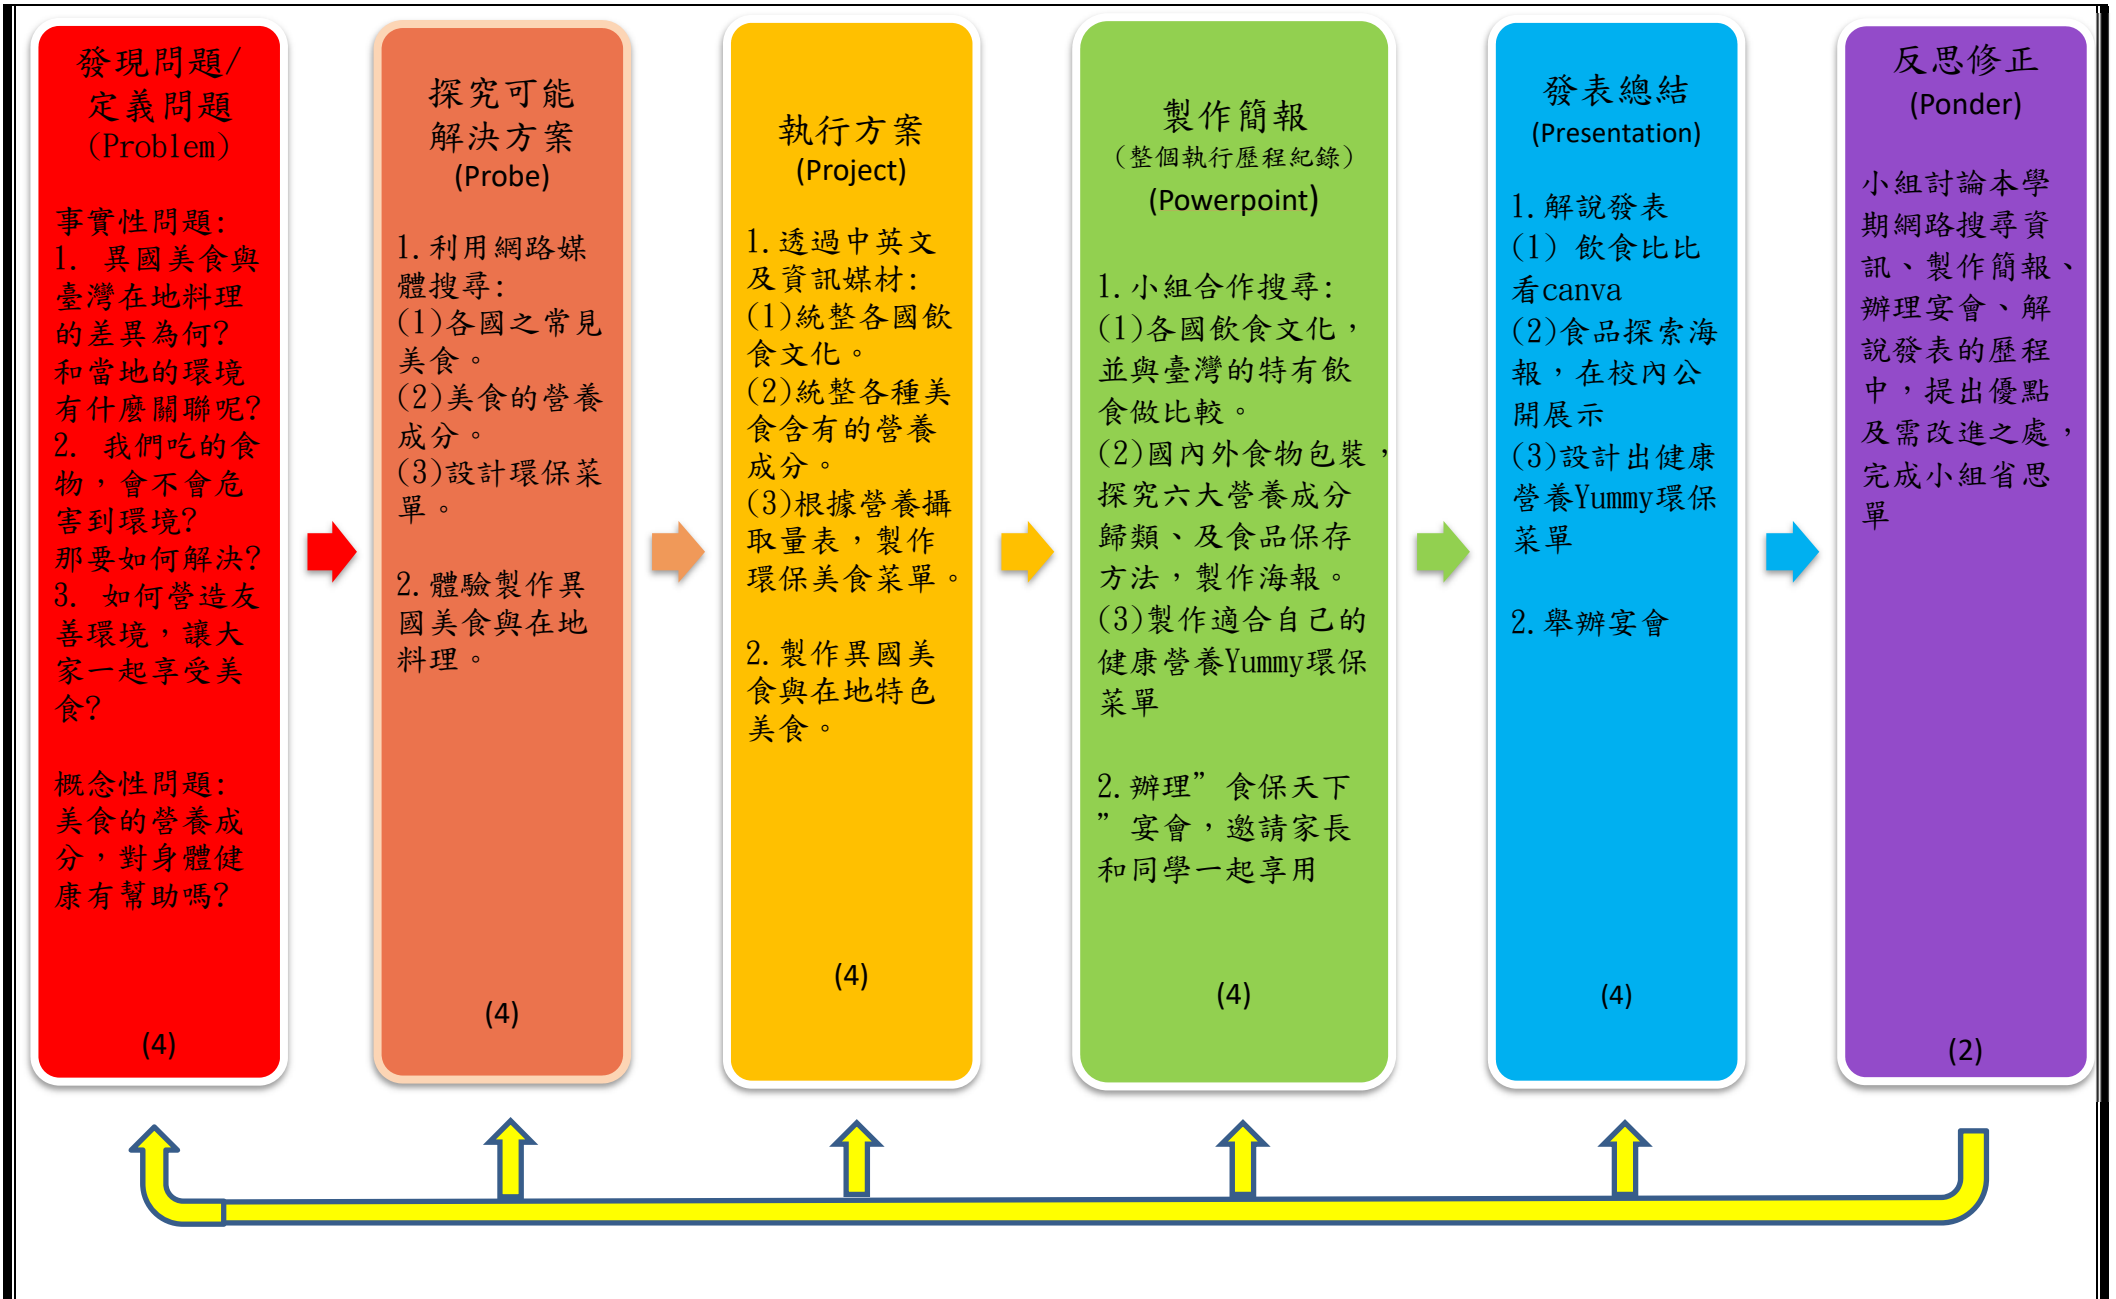 發現問題/
定義問題
(Problem)
事實性問題:
1. 異國美食與
臺灣在地料理
的差異為何?
和當地的環境
有什麼關聯呢?
2. 我們吃的食
物，會不會危
害到環境?
那要如何解決?
3. 如何營造友
善環境，讓大
家一起享受美
食?
概念性問題:
美食的營養成
分，對身體健
康有幫助嗎?
(4)
探究可能
解決方案
(Probe)
1.利用網路媒
體搜尋:
(1)各國之常見
美食。
(2)美食的營養
成分。
(3)設計環保菜
單。
2.體驗製作異
國美食與在地
料理。
(4)
執行方案
(Project)
1.透過中英文
及資訊媒材:
(1)統整各國飲
食文化。
(2)統整各種美
食含有的營養
成分。
(3)根據營養攝
取量表，製作
環保美食菜單。
2.製作異國美
食與在地特色
美食。
(4)
製作簡報
(整個執行歷程紀錄)
(Powerpoint)
1.小組合作搜尋:
(1)各國飲食文化，
並與臺灣的特有飲
食做比較。
(2)國內外食物包裝，
探究六大營養成分
歸類、及食品保存
方法，製作海報。
(3)製作適合自己的
健康營養Yummy環保
菜單
2.辦理”食保天下
”宴會，邀請家長
和同學一起享用
(4)
發表總結
(Presentation)
1.解說發表
(1) 飲食比比
看canva
(2)食品探索海
報，在校內公
開展示
(3)設計出健康
營養Yummy環保
菜單
2.舉辦宴會
(4)
反思修正
(Ponder)
小組討論本學
期網路搜尋資
訊、製作簡報、
辦理宴會、解
說發表的歷程
中，提出優點
及需改進之處，
完成小組省思
單
(2)